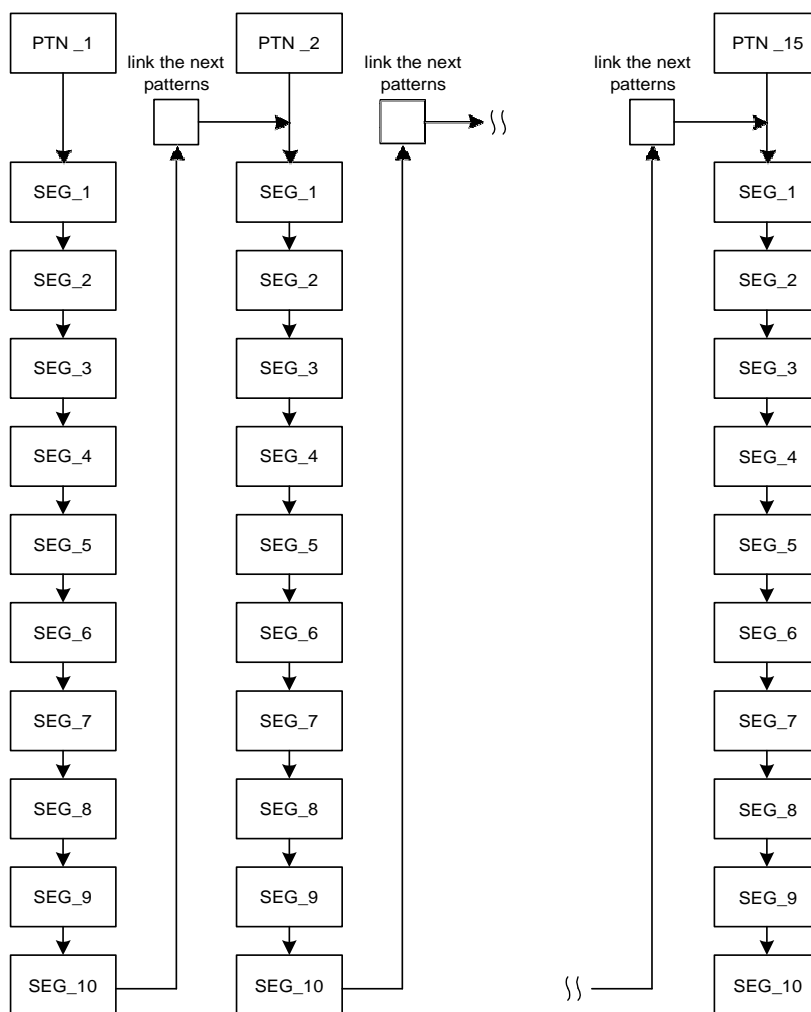 PTN _1
link the next
patterns
PTN _2
link the next
patterns
link the next
patterns
PTN _15
SEG_1
SEG_1
SEG_1
SEG_2
SEG_2
SEG_2
SEG_3
SEG_3
SEG_3
SEG_4
SEG_4
SEG_4
SEG_5
SEG_5
SEG_5
SEG_6
SEG_6
SEG_6
SEG_7
SEG_7
SEG_7
SEG_8
SEG_8
SEG_8
SEG_9
SEG_9
SEG_9
SEG_10
SEG_10
SEG_10